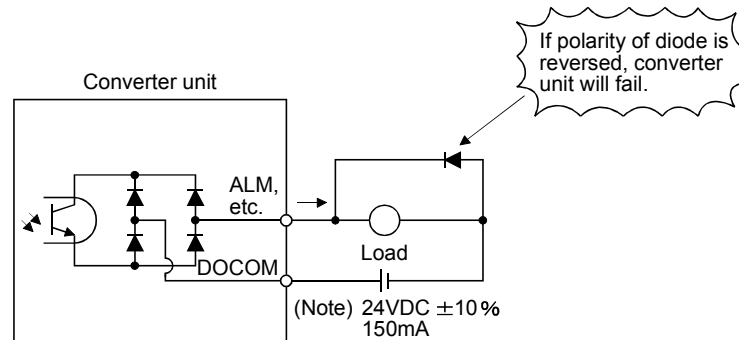 If polarity of diode is
reversed, converter
unit will fail.
Converter unit
ALM,
etc.
Load
DOCOM
(Note) 24VDC ±10%
150mA